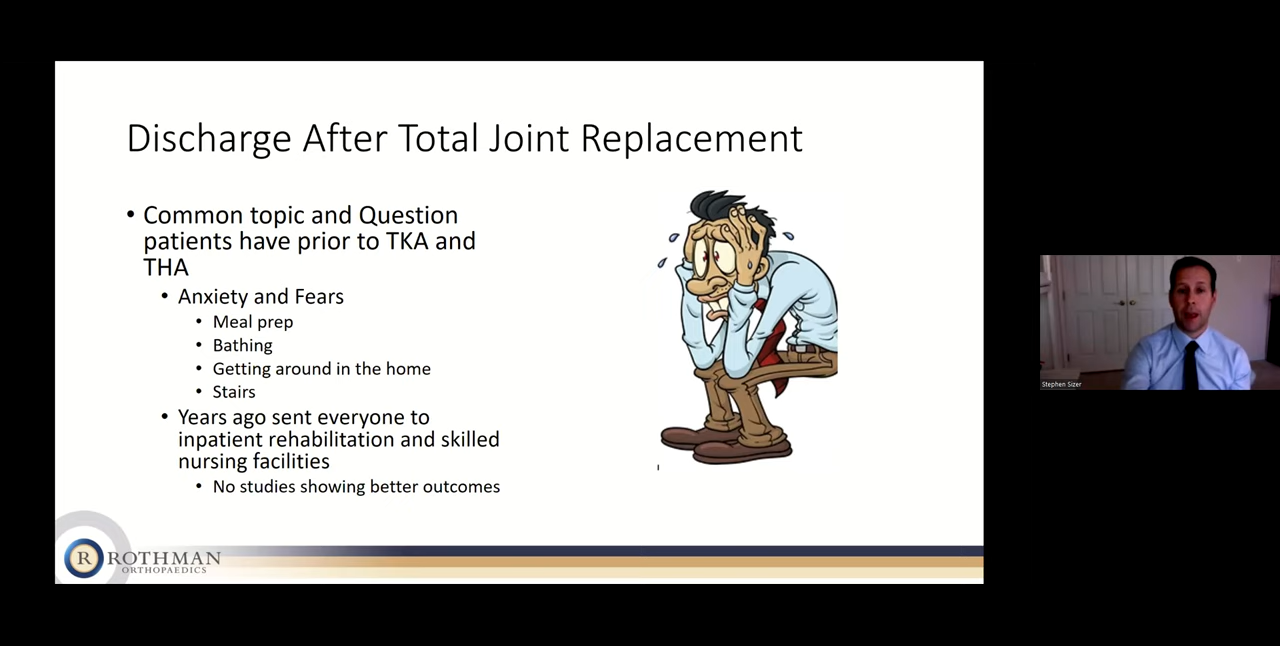 Discharge After Total Joint Replacement
• Common topic and Question
patients have prior to TKA and
THA
• Anxiety and Fears
• Meal prep
• Bathing
• Getting around in the home
• Stairs
• Years ago sent everyone to
inpatient rehabilitation and skilled
nursing facilities
• No studies showing better outcomes
R ROTHMAN
ORTHOPAEDICS
Stephen Sizer